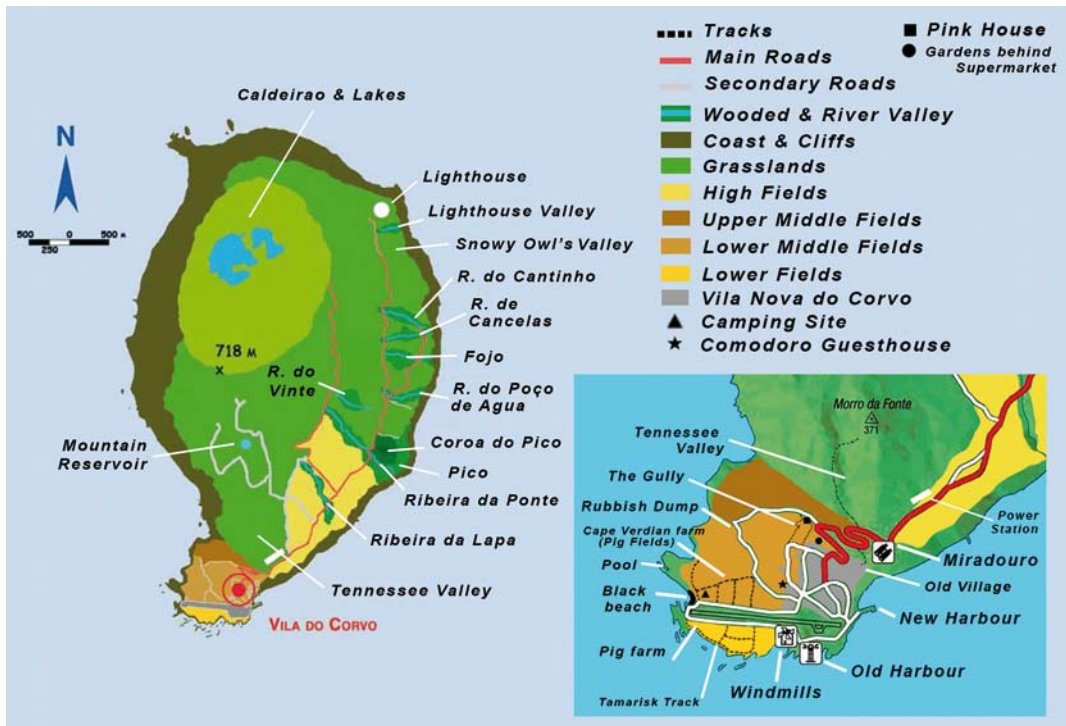 Caldeirao & Lakes
N
500
0
500 M
250
718 M
x
Lighthouse
Lighthouse Valley
Snowy Owl's Valley
R. do Cantinho
R. de
Cancelas
Fojo
R. do
Vinte
R. do Poço
de Agua
Coroa do Pico
Pico
Mountain
Reservoir
Ribeira da Ponte
Ribeira da Lapa
Tennessee Valley
VILA DO CORVO
Tracks
Main Roads
Secondary Roads
Wooded & River Valley
Coast & Cliffs
Grasslands
High Fields
Upper Middle Fields
Lower Middle Fields
Lower Fields
Vila Nova do Corvo
Camping Site
Comodoro Guesthouse
Pink House
Gardens behind
Supermarket
Morro da Fonte
371
Tennessee
Valley
The Gully
Rubbish Dump
Cape Verdian farm
(Pig Fields)
Pool
Black
beach
Pig farm
Tamarisk Track
Windmills
Old Harbour
New Harbour
Old Village
Miradouro
Power
Station